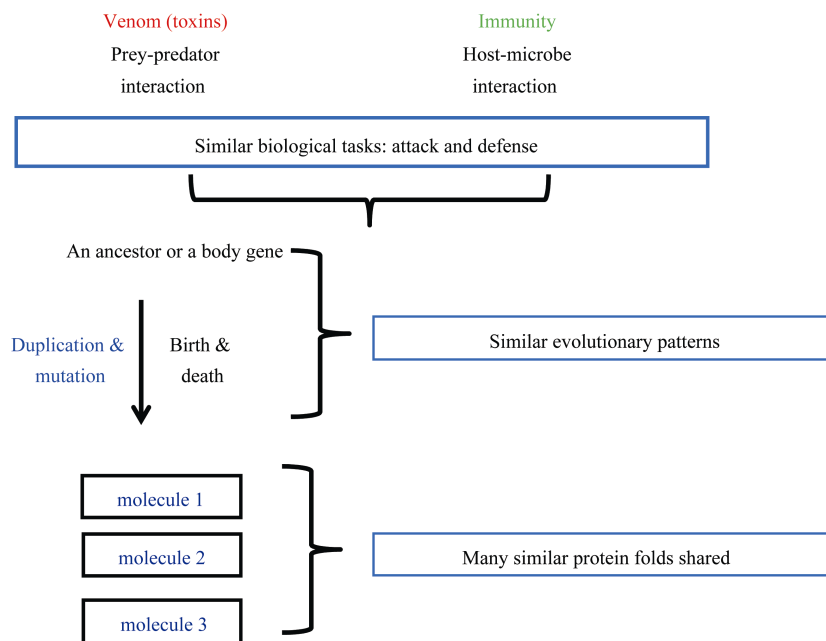 Venom (toxins)
Immunity
Prey-predator
interaction
Host-microbe
interaction
Similar biological tasks: attack and defense
An ancestor or a body gene
Duplication &
mutation
Birth &
death
Similar evolutionary patterns
molecule 1
molecule 2
molecule 3
Many similar protein folds shared